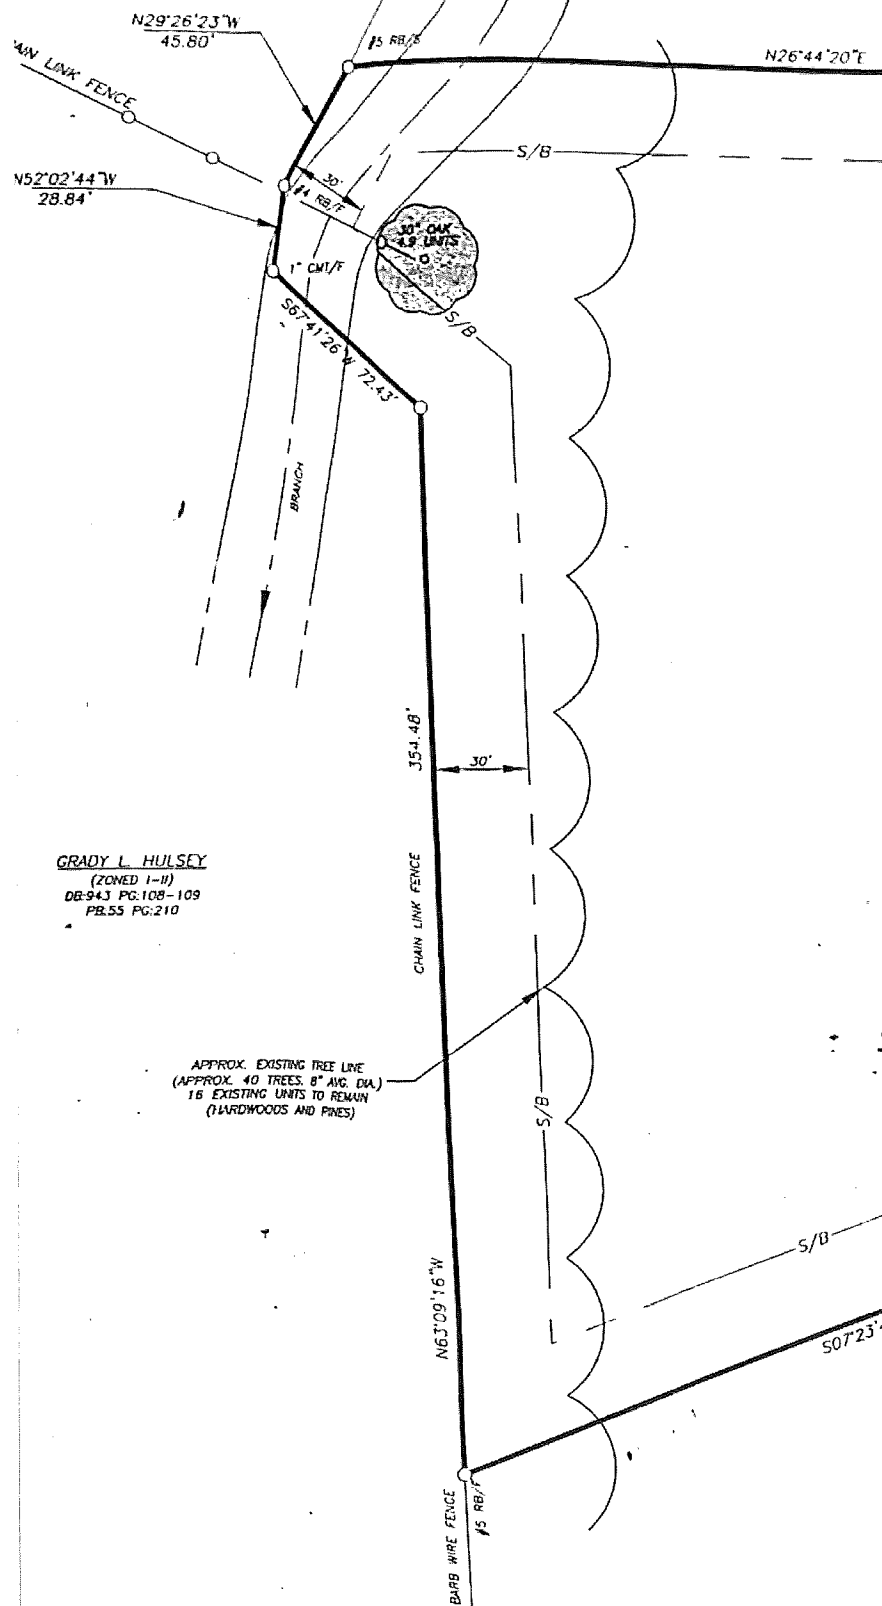 N29°26'23"W
45.80'
#5 RB/S
N26°44'20"E
AIN LINK FENCE
S/B
N52°02'44"W
28.84'
30'
#4 RB/F
30" OAK
4.9 UNITS
1" CMT/F
S67°41'26"W 72.43'
S/B
BRANCH
354.48'
30'
GRADY L. HULSEY
(ZONED I-II)
DB:943 PG:108-109
PB:55 PG:210
CHAIN LINK FENCE
APPROX. EXISTING TREE LINE
(APPROX. 40 TREES, 8" AVG. DIA.)
16 EXISTING UNITS TO REMAIN
(HARDWOODS AND PINES)
S/B
S/B
N63°09'16"W
S07°23'
BARB WIRE FENCE
#5 RB/F